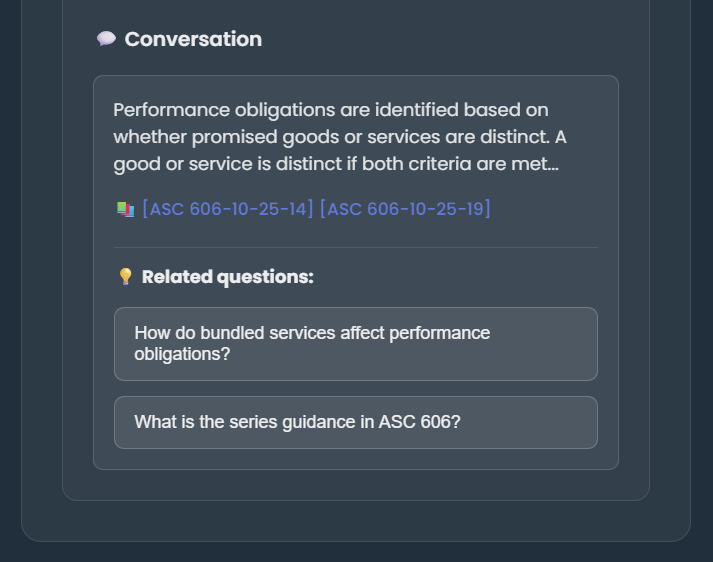 Conversation
Performance obligations are identified based on
whether promised goods or services are distinct. A
good or service is distinct if both criteria are met...
[ASC 606-10-25-14] [ASC 606-10-25-19]
Related questions:
How do bundled services affect performance
obligations?
What is the series guidance in ASC 606?